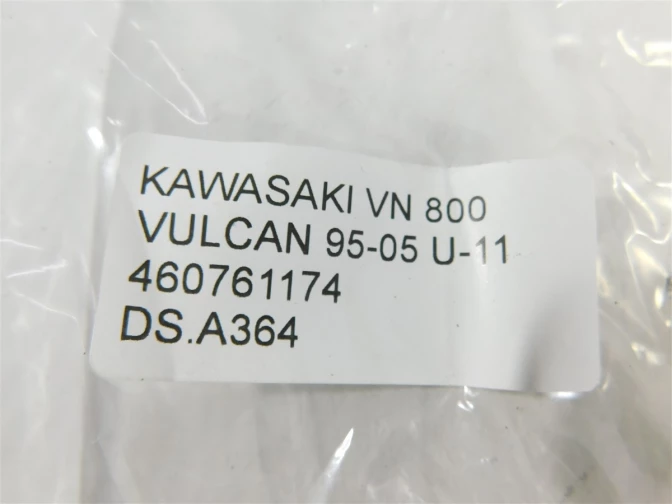 KAWASAKI VN 800
VULCAN 95-05 U-11
460761174
DS.A364